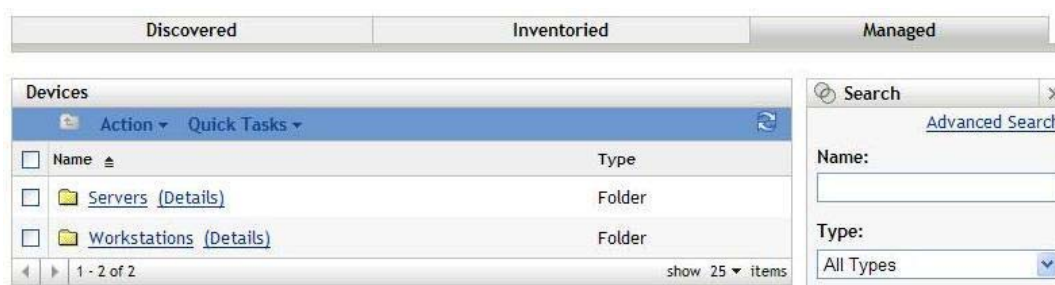 Discovered Inventoried Managed
Devices
Action Quick Tasks
Name Type
Servers (Details) Folder
Workstations (Details) Folder
1 - 2 of 2 show 25 items
Search
Advanced Search
Name:
Type:
All Types